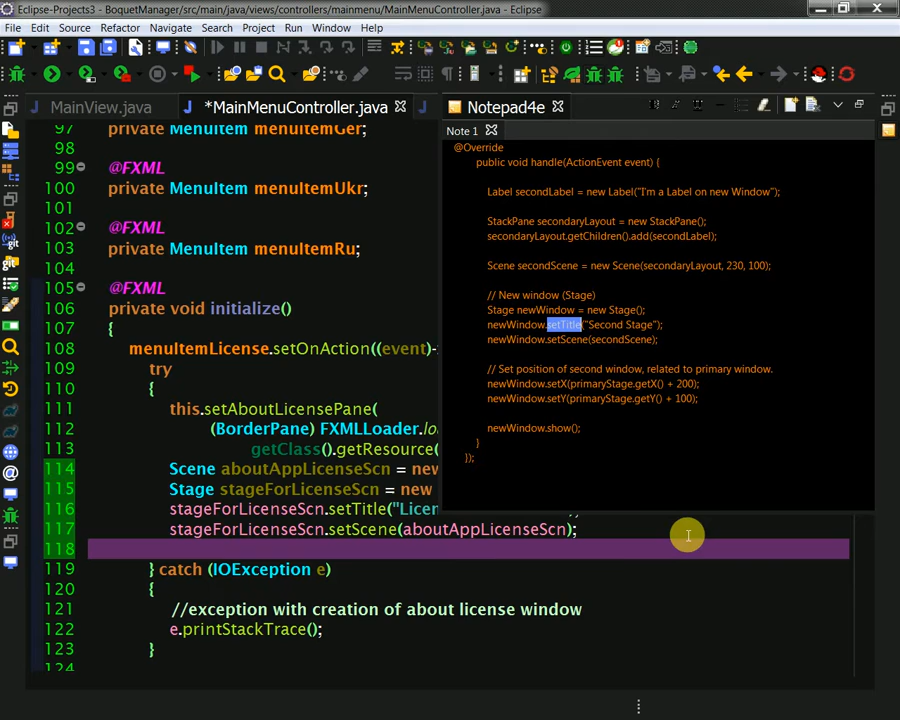 Eclipse-Projects3 - BoquetManager/src/main/java/views/controllers/mainmenu/MainMenuController.java - Eclipse
File Edit Source Refactor Navigate Search Project Run Window Help
MainView.java *MainMenuController.java
97 private MenuItem menuItemGer;
98
99 @FXML
100 private MenuItem menuItemUkr;
101
102 @FXML
103 private MenuItem menuItemRu;
104
105 @FXML
106 private void initialize()
107 {
108 menuItemLicense.setOnAction((event)-
109 try
110 {
111 this.setAboutLicensePane(
112 (BorderPane) FXMLLoader.lo
113 getClass().getResource(
114 Scene aboutAppLicenseScn = new
115 Stage stageForLicenseScn = new
116 stageForLicenseScn.setTitle("Licen
117 stageForLicenseScn.setScene(aboutAppLicenseScn);
118
119 } catch (IOException e)
120 {
121 //exception with creation of about license window
122 e.printStackTrace();
123 }
124
Notepad4e
Note 1
@Override
public void handle(ActionEvent event) {
Label secondLabel = new Label("I'm a Label on new Window");
StackPane secondaryLayout = new StackPane();
secondaryLayout.getChildren().add(secondLabel);
Scene secondScene = new Scene(secondaryLayout, 230, 100);
// New window (Stage)
Stage newWindow = new Stage();
newWindow.setTitle("Second Stage");
newWindow.setScene(secondScene);
// Set position of second window, related to primary window.
newWindow.setX(primaryStage.getX() + 200);
newWindow.setY(primaryStage.getY() + 100);
newWindow.show();
}
});